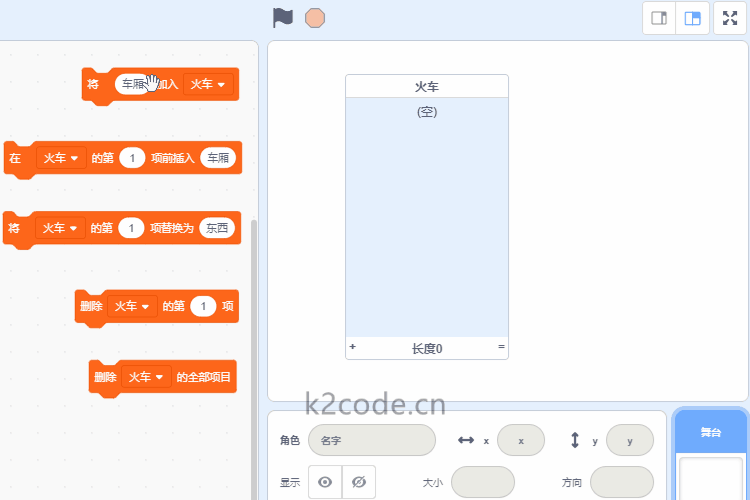 将 车厢 加入 火车
在 火车 的第 1 项前插入 车厢
将 火车 的第 1 项替换为 东西
删除 火车 的第 1 项
删除 火车 的全部项目
火车
(空)
+ 长度0 =
k2code.cn
角色 名字 x x y y
显示 大小 方向
舞台